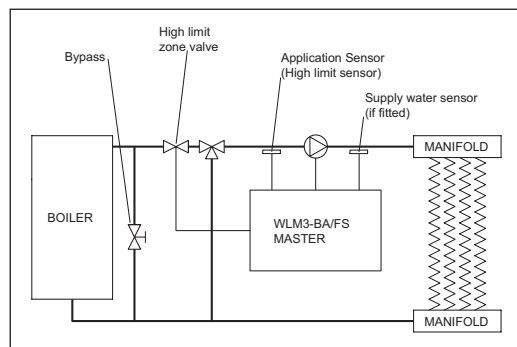 High limit
zone valve
Bypass
Application Sensor
(High limit sensor)
Supply water sensor
(if fitted)
MANIFOLD
BOILER
WLM3-BA/FS
MASTER
MANIFOLD